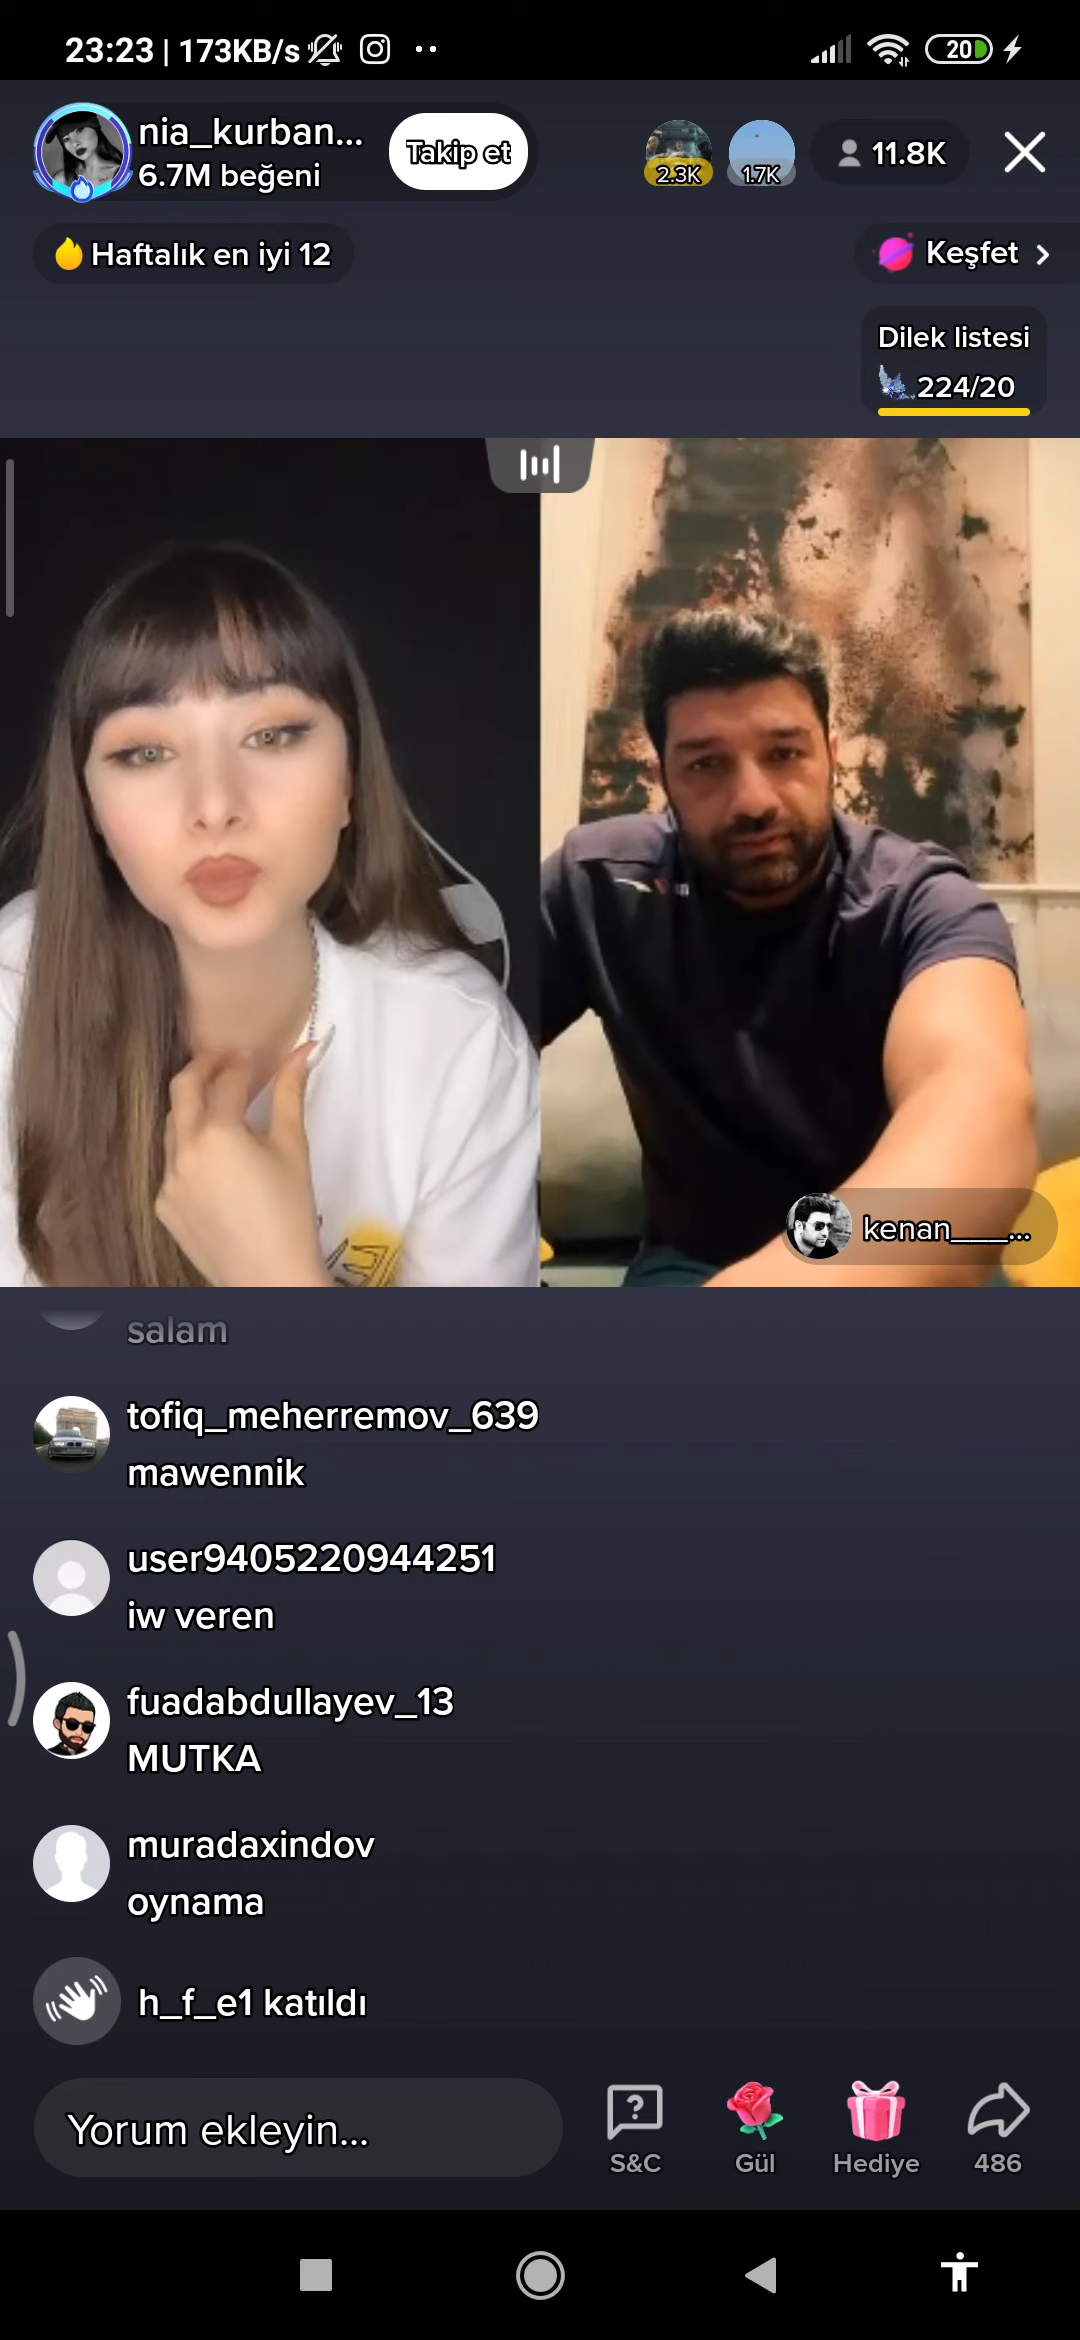 23:23 | 173KB/s
20
nia_kurban...
6.7M beğeni
Takip et
2.3K
1.7K
11.8K
Haftalık en iyi 12
Keşfet
Dilek listesi
224/20
kenan____...
salam
tofiq_meherremov_639
mawennik
user9405220944251
iw veren
fuadabdullayev_13
MUTKA
muradaxindov
oynama
h_f_e1 katıldı
Yorum ekleyin...
S&C
Gül
Hediye
486